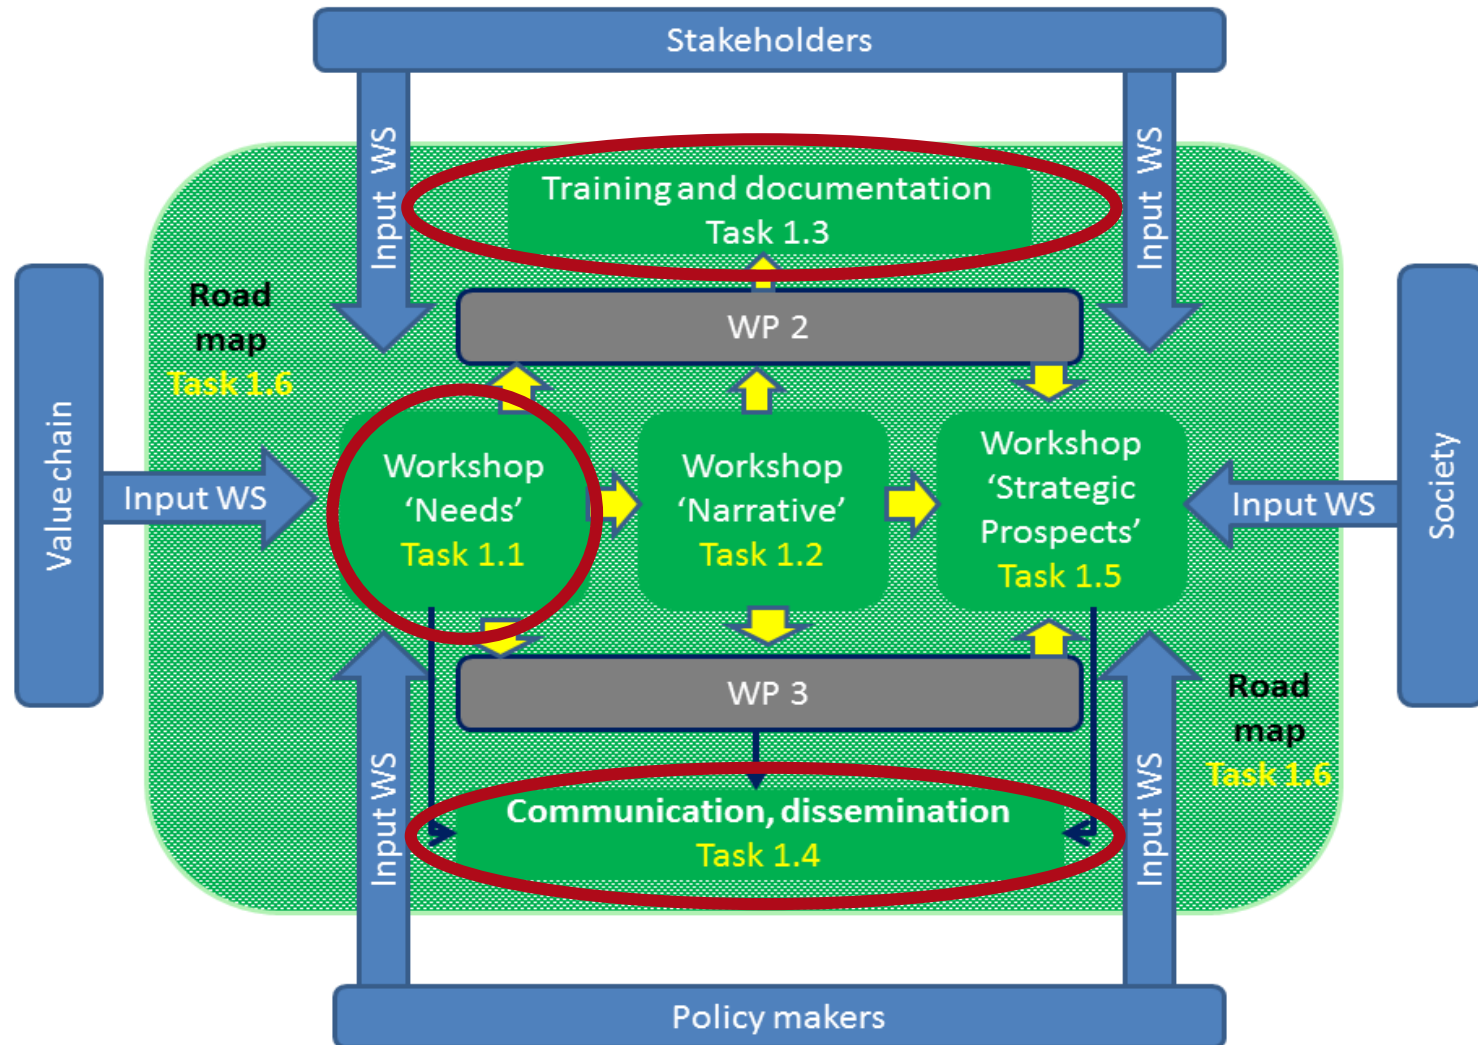 Stakeholders
Input WS
Input WS
Training and documentation
Task 1.3
Road
map
Task 1.6
WP 2
Value chain
Input WS
Workshop
‘Needs’
Task 1.1
Workshop
‘Narrative’
Task 1.2
Workshop
‘Strategic
Prospects’
Task 1.5
Input WS
Society
WP 3
Road
map
Task 1.6
Input WS
Input WS
Communication, dissemination
Task 1.4
Policy makers